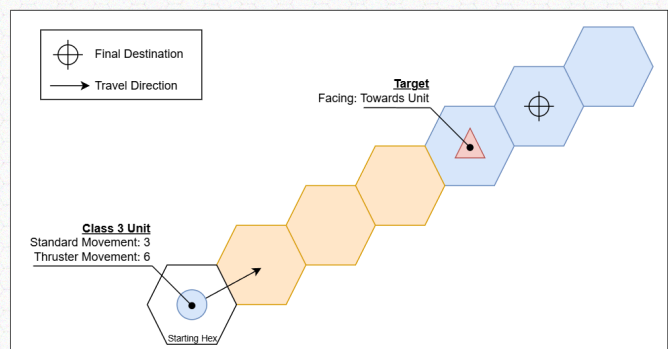 Final Destination
Travel Direction
Target
Facing: Towards Unit
Class 3 Unit
Standard Movement: 3
Thruster Movement: 6
Starting Hex